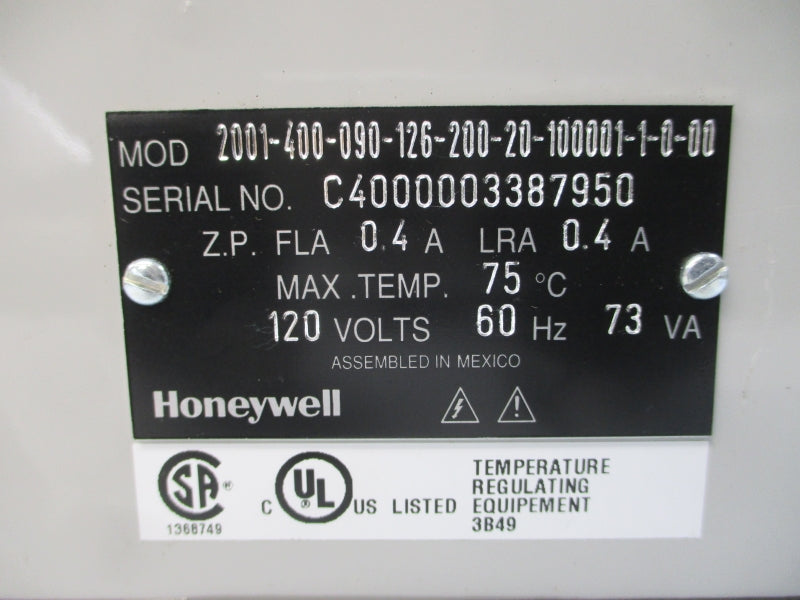 MOD 2001-400-090-126-200-20-100001-1-0-00
SERIAL NO. C4000003387950
Z.P. FLA 0.4 A LRA 0.4 A
MAX .TEMP. 75 °C
120 VOLTS 60 Hz 73 VA
ASSEMBLED IN MEXICO
Honeywell
SA ®
1368749
C UL ® US LISTED
TEMPERATURE
REGULATING
EQUIPEMENT
3B49